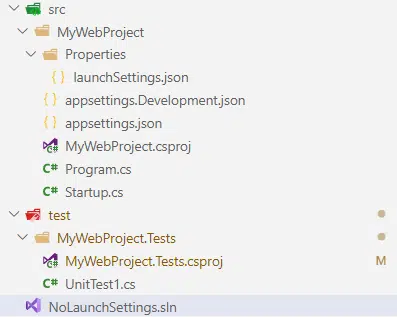 src
MyWebProject
Properties
{ } launchSettings.json
{ } appsettings.Development.json
{ } appsettings.json
MyWebProject.csproj
C# Program.cs
C# Startup.cs
test
MyWebProject.Tests
MyWebProject.Tests.csproj M
C# UnitTest1.cs
NoLaunchSettings.sln